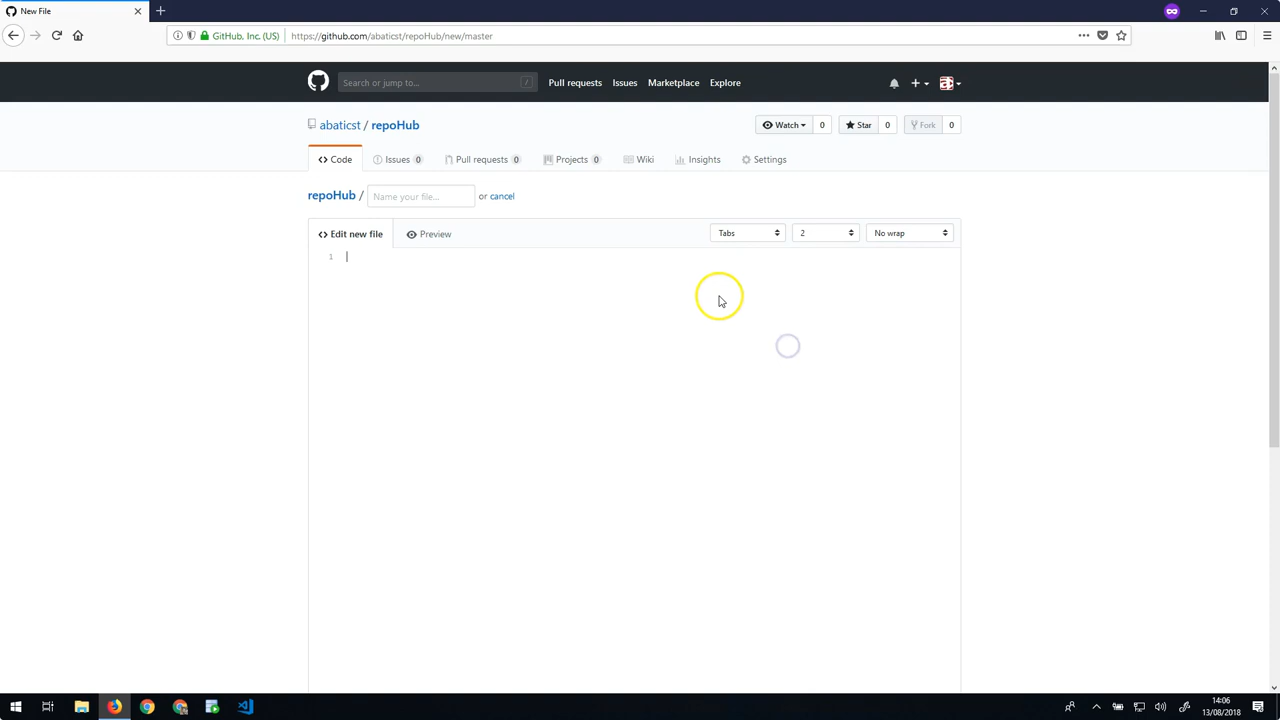 New File
GitHub, Inc. (US) https://github.com/abaticst/repoHub/new/master
Search or jump to... / Pull requests Issues Marketplace Explore
abaticst / repoHub Watch 0 Star 0 Fork 0
Code Issues 0 Pull requests 0 Projects 0 Wiki Insights Settings
repoHub / Name your file... or cancel
Edit new file Preview Tabs 2 No wrap
1
14:06
13/08/2018